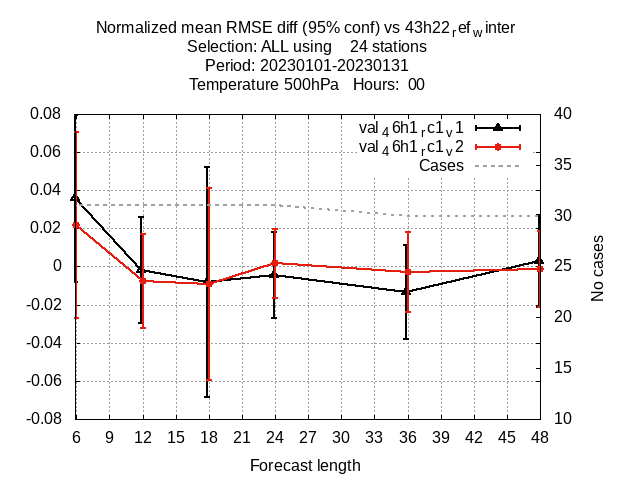 Normalized mean RMSE diff (95% conf) vs 43h22refwinter
Selection: ALL using 24 stations
Period: 20230101-20230131
Temperature 500hPa Hours: 00
val46h1rc1v1
val46h1rc1v2
Cases
0.08
0.06
0.04
0.02
0
-0.02
-0.04
-0.06
-0.08
40
35
30
25
20
15
10
No cases
6 9 12 15 18 21 24 27 30 33 36 39 42 45 48
Forecast length